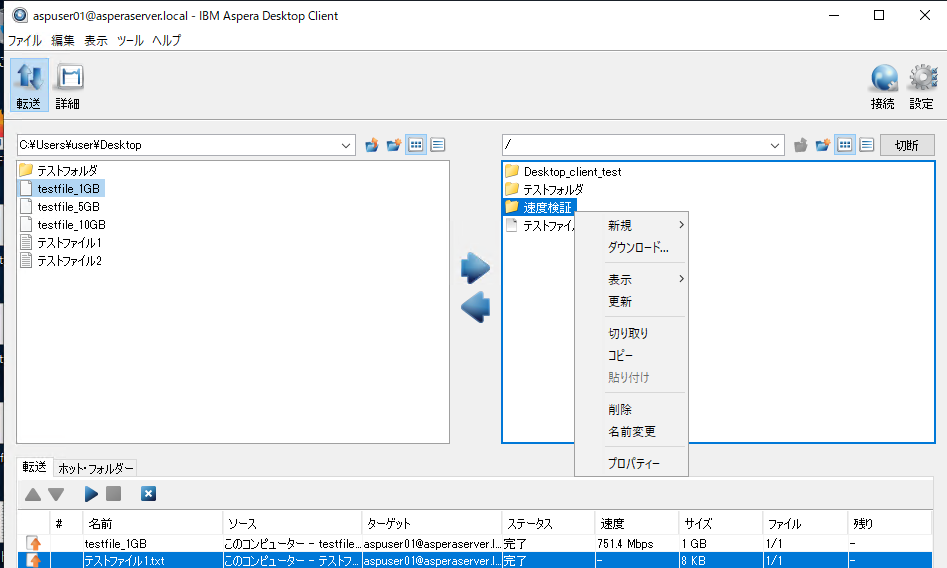 aspuser01@asperaserver.local - IBM Aspera Desktop Client
ファイル 編集 表示 ツール ヘルプ
転送 詳細 接続 設定
C:¥Users¥user¥Desktop
/ 切断
テストフォルダ
testfile_1GB
testfile_5GB
testfile_10GB
テストファイル1
テストファイル2
Desktop_client_test
テストフォルダ
速度検証
テストファイル
新規
ダウンロード...
表示
更新
切り取り
コピー
貼り付け
削除
名前変更
プロパティー
転送 ホット・フォルダー
# 名前 ソース ターゲット ステータス 速度 サイズ ファイル 残り
testfile_1GB このコンピューター - testfile... aspuser01@asperaserver.l... 完了 751.4 Mbps 1 GB 1/1 -
テストファイル1.txt このコンピューター - テストフ... aspuser01@asperaserver.l... 完了 - 8 KB 1/1 -